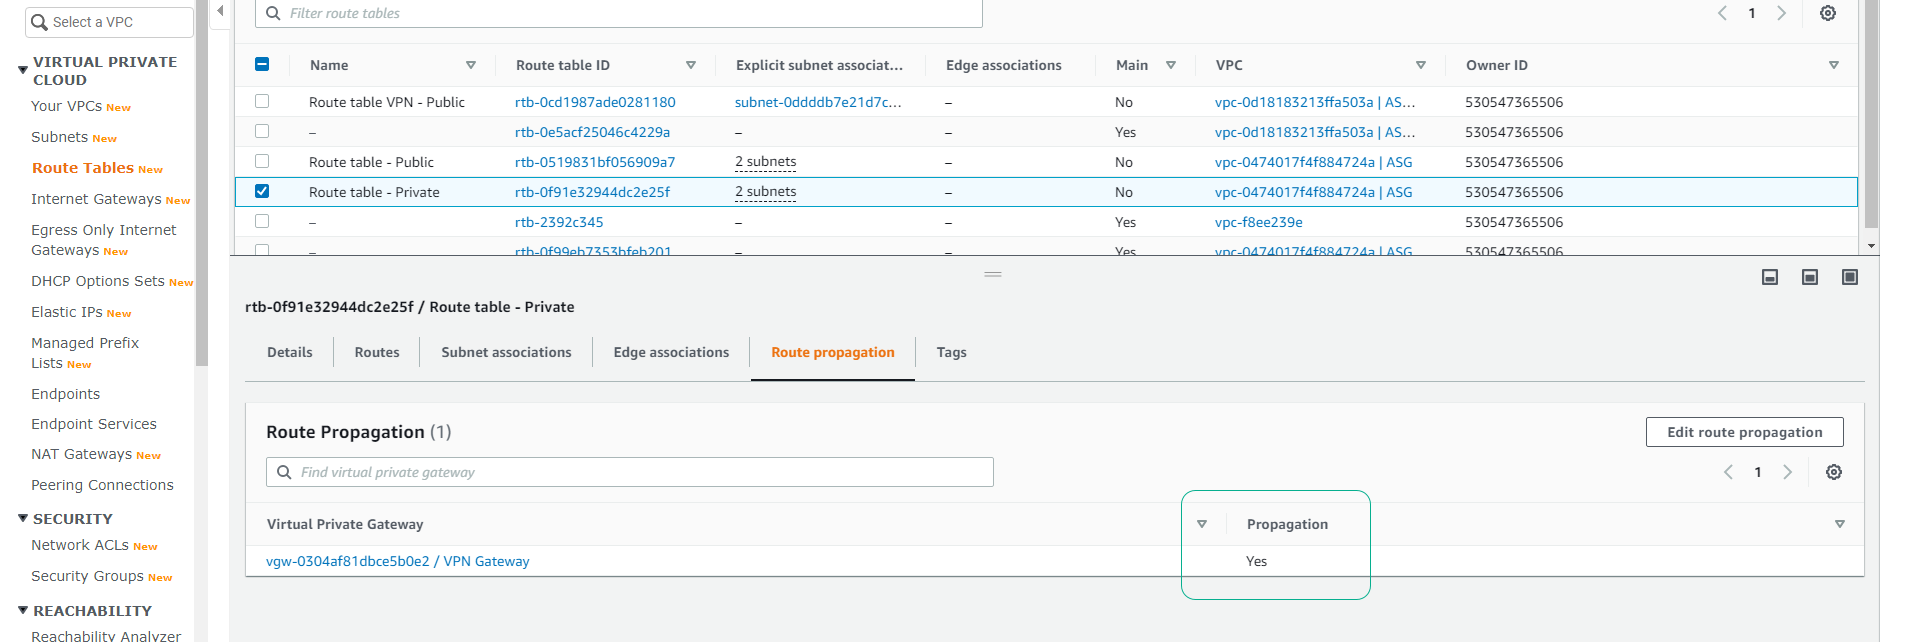 Select a VPC
VIRTUAL PRIVATE
CLOUD
Your VPCs New
Subnets New
Route Tables New
Internet Gateways New
Egress Only Internet
Gateways New
DHCP Options Sets New
Elastic IPs New
Managed Prefix
Lists New
Endpoints
Endpoint Services
NAT Gateways New
Peering Connections
SECURITY
Network ACLs New
Security Groups New
REACHABILITY
Reachability Analyzer
Filter route tables
1
Name Route table ID Explicit subnet associat... Edge associations Main VPC Owner ID
Route table VPN - Public rtb-0cd1987ade0281180 subnet-0ddddb7e21d7c... – No vpc-0d18183213ffa503a | AS... 530547365506
– rtb-0e5acf25046c4229a – – Yes vpc-0d18183213ffa503a | AS... 530547365506
Route table - Public rtb-0519831bf056909a7 2 subnets – No vpc-0474017f4f884724a | ASG 530547365506
Route table - Private rtb-0f91e32944dc2e25f 2 subnets – No vpc-0474017f4f884724a | ASG 530547365506
– rtb-2392c345 – – Yes vpc-f8ee239e 530547365506
– rtb-0f99eb7353bfeb201 – – Yes vpc-0474017f4f884724a | ASG 530547365506
rtb-0f91e32944dc2e25f / Route table - Private
Details Routes Subnet associations Edge associations Route propagation Tags
Route Propagation (1)
Edit route propagation
Find virtual private gateway
1
Virtual Private Gateway Propagation
vgw-0304af81dbce5b0e2 / VPN Gateway Yes